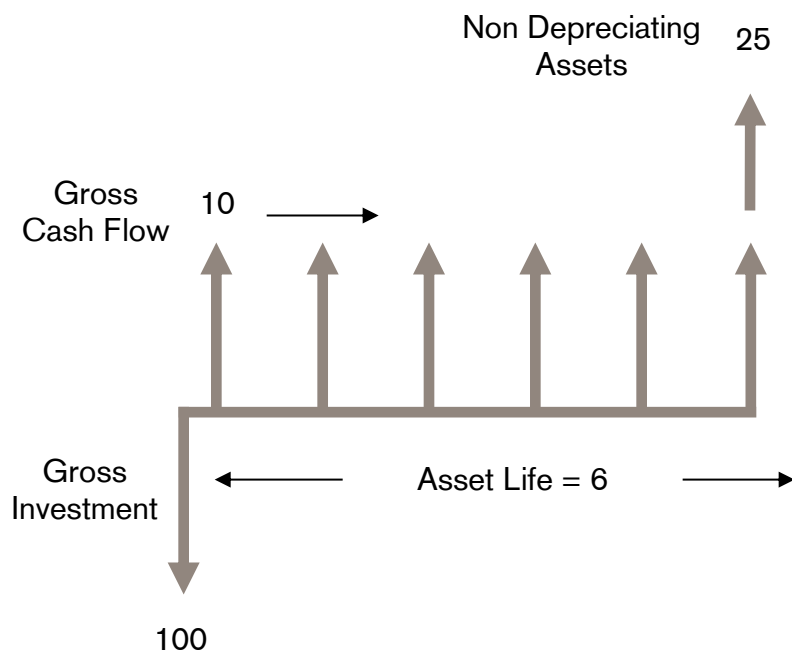 Non Depreciating
Assets
25
Gross
Cash Flow
10
Gross
Investment
Asset Life = 6
100